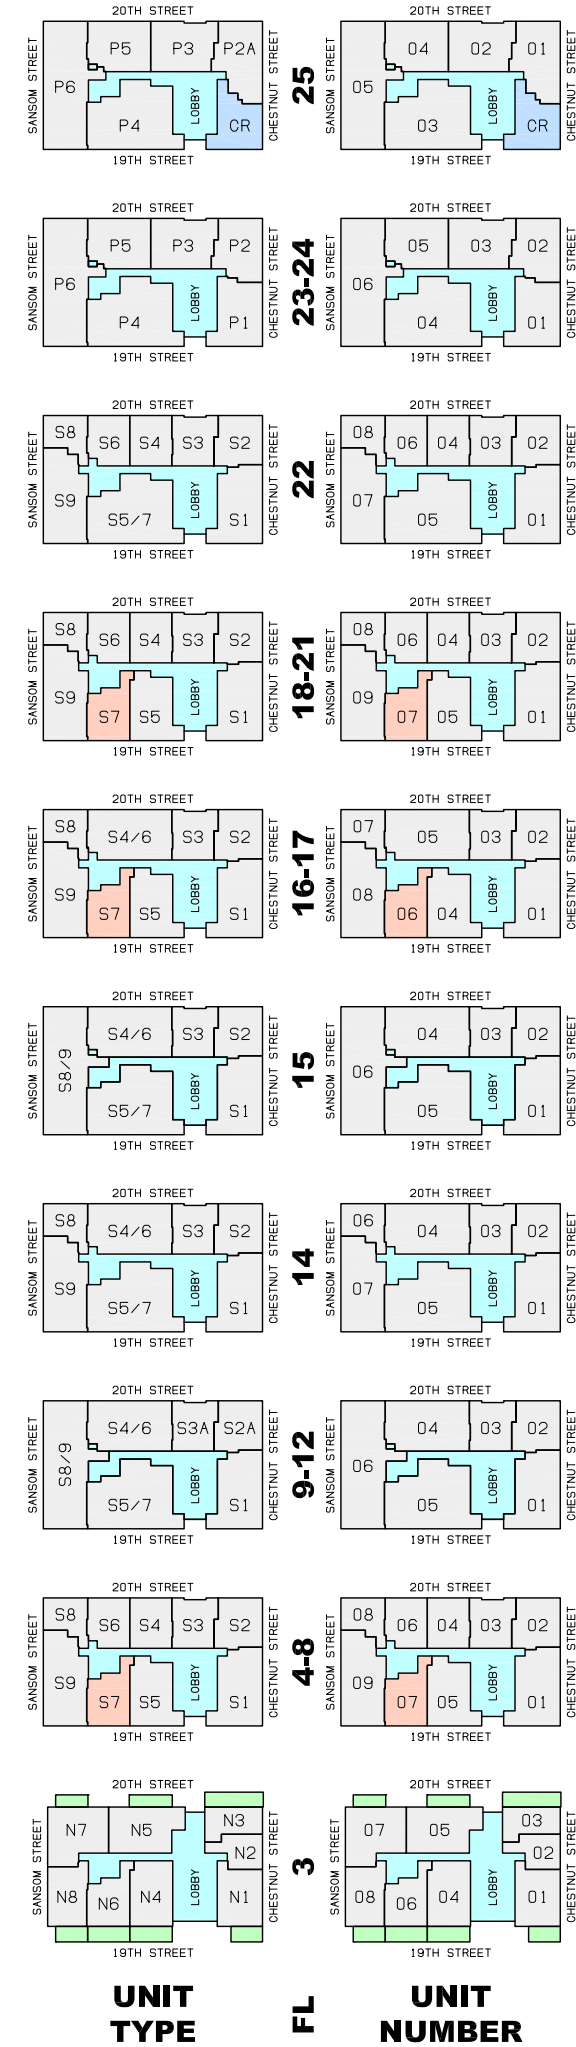 20TH STREET 20TH STREET
SANSOM STREET P6 P5 P3 P2A P4 LOBBY CR CHESTNUT STREET 25 SANSOM STREET 05 04 02 01 03 LOBBY CR CHESTNUT STREET
19TH STREET 19TH STREET
20TH STREET 20TH STREET
SANSOM STREET P6 P5 P3 P2 P4 LOBBY P1 CHESTNUT STREET 23-24 SANSOM STREET 06 05 03 02 04 LOBBY 01 CHESTNUT STREET
19TH STREET 19TH STREET
20TH STREET 20TH STREET
SANSOM STREET S8 S6 S4 S3 S2 S9 S5/7 LOBBY S1 CHESTNUT STREET 22 SANSOM STREET 08 06 04 03 02 07 05 LOBBY 01 CHESTNUT STREET
19TH STREET 19TH STREET
20TH STREET 20TH STREET
SANSOM STREET S8 S6 S4 S3 S2 S9 S7 S5 LOBBY S1 CHESTNUT STREET 18-21 SANSOM STREET 08 06 04 03 02 09 07 05 LOBBY 01 CHESTNUT STREET
19TH STREET 19TH STREET
20TH STREET 20TH STREET
SANSOM STREET S8 S4/6 S3 S2 S9 S7 S5 LOBBY S1 CHESTNUT STREET 16-17 SANSOM STREET 07 05 03 02 08 06 04 LOBBY 01 CHESTNUT STREET
19TH STREET 19TH STREET
20TH STREET 20TH STREET
SANSOM STREET S8/9 S4/6 S3 S2 S5/7 LOBBY S1 CHESTNUT STREET 15 SANSOM STREET 06 04 03 02 05 LOBBY 01 CHESTNUT STREET
19TH STREET 19TH STREET
20TH STREET 20TH STREET
SANSOM STREET S8 S4/6 S3 S2 S9 S5/7 LOBBY S1 CHESTNUT STREET 14 SANSOM STREET 06 04 03 02 07 05 LOBBY 01 CHESTNUT STREET
19TH STREET 19TH STREET
20TH STREET 20TH STREET
SANSOM STREET S8/9 S4/6 S3A S2A S5/7 LOBBY S1 CHESTNUT STREET 9-12 SANSOM STREET 06 04 03 02 05 LOBBY 01 CHESTNUT STREET
19TH STREET 19TH STREET
20TH STREET 20TH STREET
SANSOM STREET S8 S6 S4 S3 S2 S9 S7 S5 LOBBY S1 CHESTNUT STREET 4-8 SANSOM STREET 08 06 04 03 02 09 07 05 LOBBY 01 CHESTNUT STREET
19TH STREET 19TH STREET
20TH STREET 20TH STREET
SANSOM STREET N7 N5 N3 N2 N8 N6 N4 LOBBY N1 CHESTNUT STREET 3 SANSOM STREET 07 05 03 02 08 06 04 LOBBY 01 CHESTNUT STREET
19TH STREET 19TH STREET
UNIT
TYPE
FL
UNIT
NUMBER